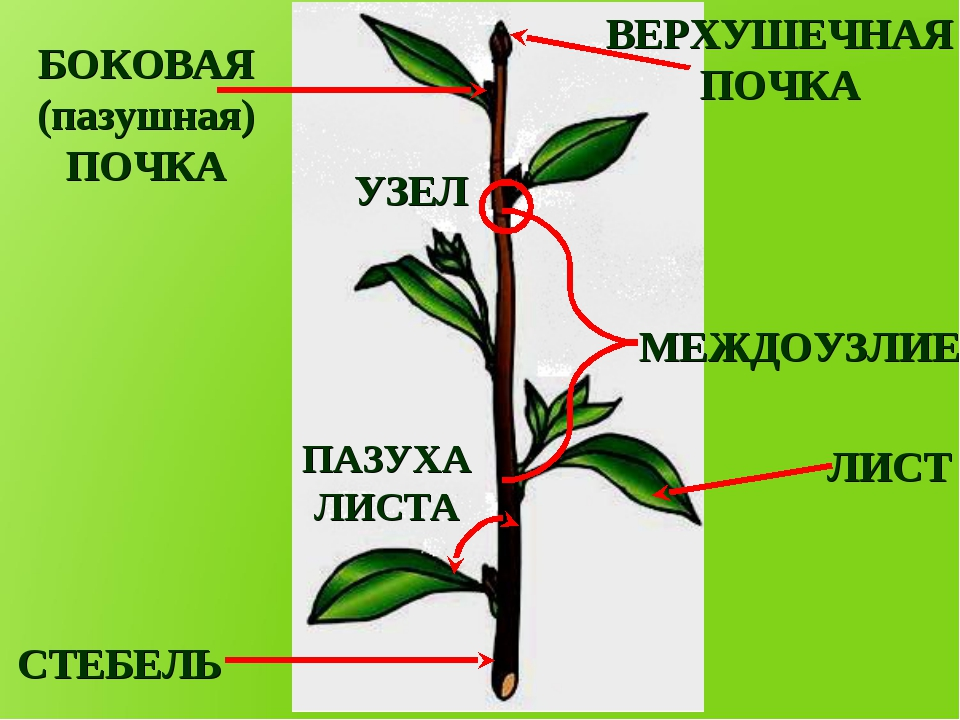 БОКОВАЯ
(пазушная)
ПОЧКА
ВЕРХУШЕЧНАЯ
ПОЧКА
УЗЕЛ
МЕЖДОУЗЛИЕ
ПАЗУХА
ЛИСТА
ЛИСТ
СТЕБЕЛЬ